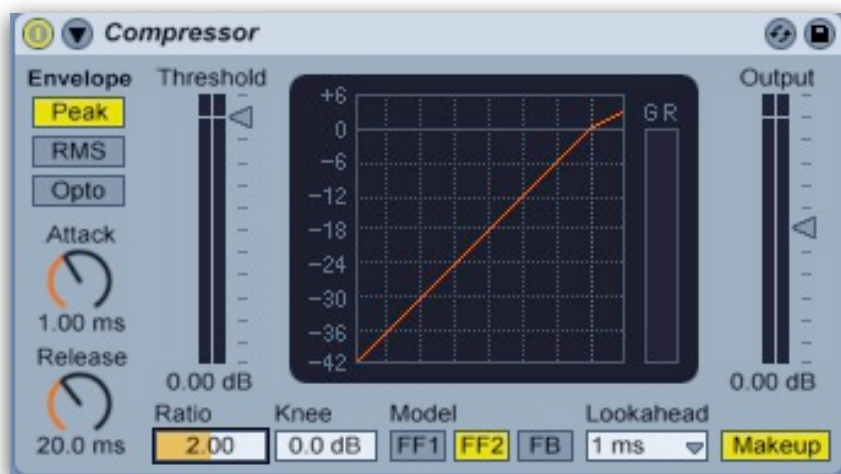 Compressor
Envelope
Peak
RMS
Opto
Attack
1.00 ms
Release
20.0 ms
Threshold
0.00 dB
+6
0
−6
−12
−18
−24
−30
−36
−42
GR
Output
0.00 dB
Ratio
2.00
Knee
0.0 dB
Model
FF1 FF2 FB
Lookahead
1 ms
Makeup